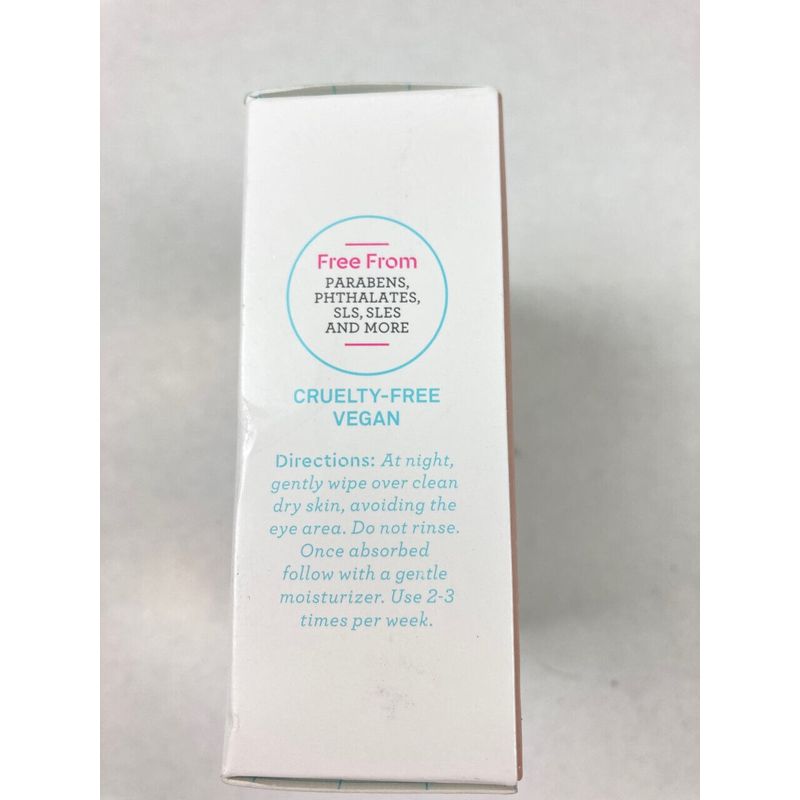 Free From
PARABENS,
PHTHALATES,
SLS, SLES
AND MORE
CRUELTY-FREE
VEGAN
Directions: At night,
gently wipe over clean
dry skin, avoiding the
eye area. Do not rinse.
Once absorbed
follow with a gentle
moisturizer. Use 2-3
times per week.